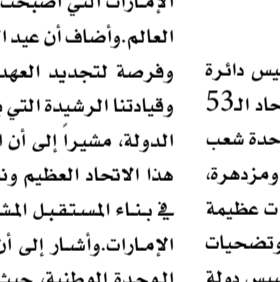 يس دائرة
حاد الـ53
حدة شعب
ومزدهرة،
ت عظيمة
وتضحيات
يس دولة
الإمارات التي أصبحت
العالم.وأضاف أن عيد ا
وفرصة لتجديد العهد
وقيادتنا الرشيدة التي
الدولة، مشيراً إلى أن ا
هذا الاتحاد العظيم ون
في بناء المستقبل المش
الإمارات.وأشار إلى أن
الوحدة الوطنية، حيث